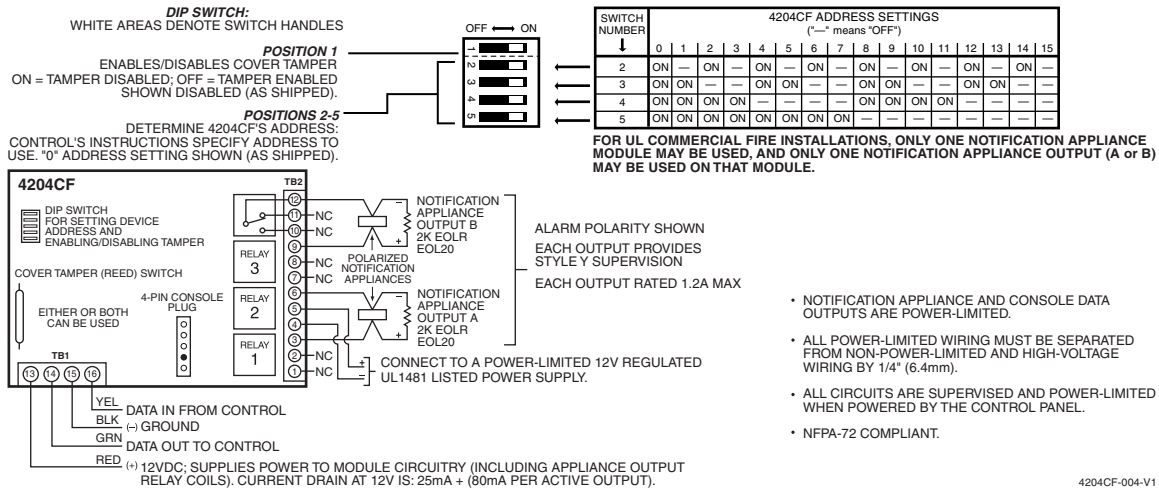 DIP SWITCH:
WHITE AREAS DENOTE SWITCH HANDLES
POSITION 1
ENABLES/DISABLES COVER TAMPER
ON = TAMPER DISABLED; OFF = TAMPER ENABLED
SHOWN DISABLED (AS SHIPPED).
POSITIONS 2-5
DETERMINE 4204CF'S ADDRESS:
CONTROL'S INSTRUCTIONS SPECIFY ADDRESS TO
USE. "0" ADDRESS SETTING SHOWN (AS SHIPPED).
OFF ON
1
2
3
4
5
SWITCH NUMBER
4204CF ADDRESS SETTINGS
("—" means "OFF")
0 1 2 3 4 5 6 7 8 9 10 11 12 13 14 15
2 ON — ON — ON — ON — ON — ON — ON — ON —
3 ON ON — — ON ON — — ON ON — — ON ON — —
4 ON ON ON ON — — — — ON ON ON ON — — — —
5 ON ON ON ON ON ON ON ON — — — — — — — —
FOR UL COMMERCIAL FIRE INSTALLATIONS, ONLY ONE NOTIFICATION APPLIANCE
MODULE MAY BE USED, AND ONLY ONE NOTIFICATION APPLIANCE OUTPUT (A or B)
MAY BE USED ON THAT MODULE.
4204CF
TB2
DIP SWITCH
FOR SETTING DEVICE
ADDRESS AND
ENABLING/DISABLING TAMPER
COVER TAMPER (REED) SWITCH
EITHER OR BOTH
CAN BE USED
4-PIN CONSOLE
PLUG
RELAY
3
RELAY
2
RELAY
1
12
11 NC
10 NC
9
8 NC
7 NC
6
5
4
3
2 NC
1 NC
NOTIFICATION
APPLIANCE
OUTPUT B
2K EOLR
EOL20
–
+
POLARIZED
NOTIFICATION
APPLIANCES
NOTIFICATION
APPLIANCE
OUTPUT A
2K EOLR
EOL20
–
+
ALARM POLARITY SHOWN
EACH OUTPUT PROVIDES
STYLE Y SUPERVISION
EACH OUTPUT RATED 1.2A MAX
+
–
CONNECT TO A POWER-LIMITED 12V REGULATED
UL1481 LISTED POWER SUPPLY.
TB1
13 14 15 16
YEL DATA IN FROM CONTROL
BLK (–) GROUND
GRN DATA OUT TO CONTROL
RED (+) 12VDC; SUPPLIES POWER TO MODULE CIRCUITRY (INCLUDING APPLIANCE OUTPUT
RELAY COILS). CURRENT DRAIN AT 12V IS: 25mA + (80mA PER ACTIVE OUTPUT).
• NOTIFICATION APPLIANCE AND CONSOLE DATA
OUTPUTS ARE POWER-LIMITED.
• ALL POWER-LIMITED WIRING MUST BE SEPARATED
FROM NON-POWER-LIMITED AND HIGH-VOLTAGE
WIRING BY 1/4" (6.4mm).
• ALL CIRCUITS ARE SUPERVISED AND POWER-LIMITED
WHEN POWERED BY THE CONTROL PANEL.
• NFPA-72 COMPLIANT.
4204CF-004-V1